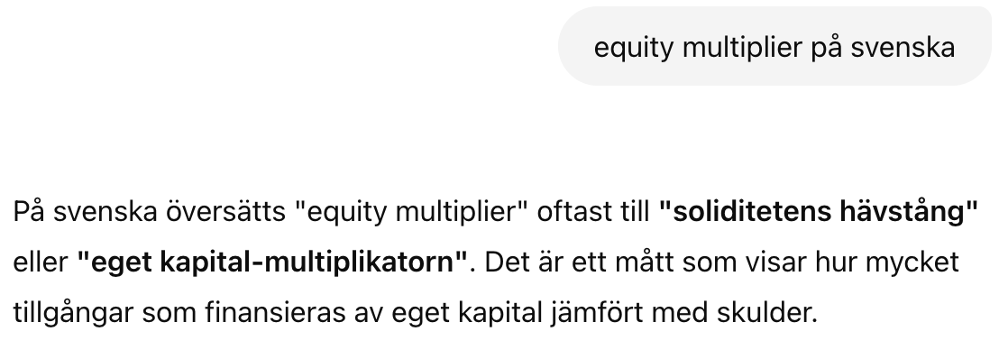 equity multiplier på svenska
På svenska översätts "equity multiplier" oftast till "soliditetens hävstång"
eller "eget kapital-multiplikatorn". Det är ett mått som visar hur mycket
tillgångar som finansieras av eget kapital jämfört med skulder.